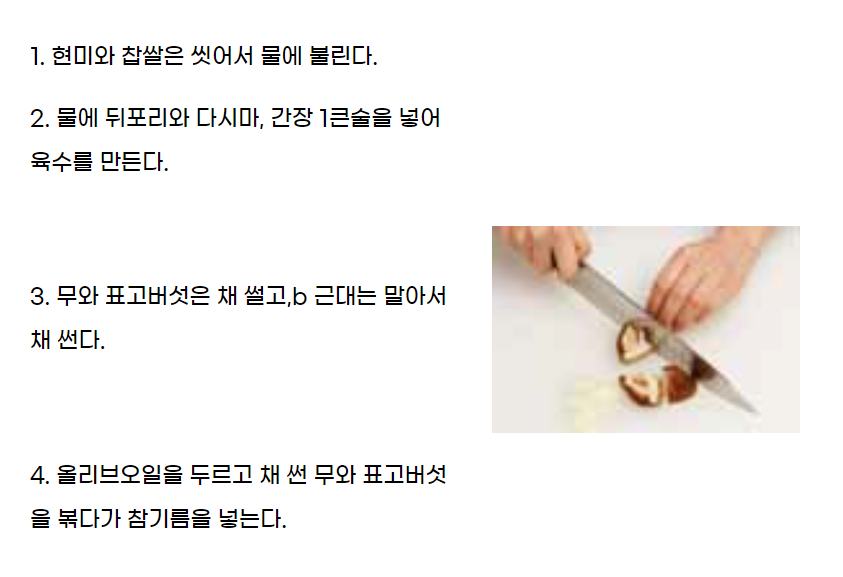 1. 현미와 찹쌀은 씻어서 물에 불린다.
2. 물에 뒤포리와 다시마, 간장 1큰술을 넣어
육수를 만든다.
3. 무와 표고버섯은 채 썰고,b 근대는 말아서
채 썬다.
4. 올리브오일을 두르고 채 썬 무와 표고버섯
을 볶다가 참기름을 넣는다.